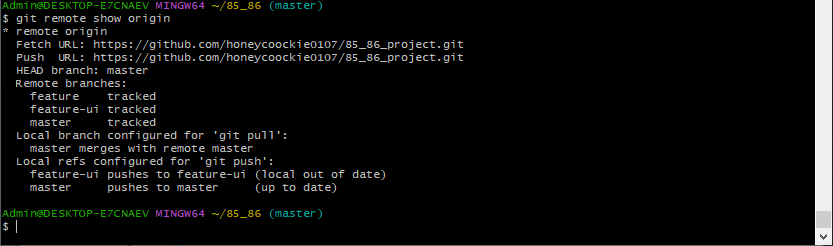 Admin@DESKTOP-E7CNAEV MINGW64 ~/85_86 (master)
$ git remote show origin
* remote origin
  Fetch URL: https://github.com/honeycoockie0107/85_86_project.git
  Push  URL: https://github.com/honeycoockie0107/85_86_project.git
  HEAD branch: master
  Remote branches:
    feature    tracked
    feature-ui tracked
    master     tracked
  Local branch configured for 'git pull':
    master merges with remote master
  Local refs configured for 'git push':
    feature-ui pushes to feature-ui (local out of date)
    master     pushes to master     (up to date)
Admin@DESKTOP-E7CNAEV MINGW64 ~/85_86 (master)
$